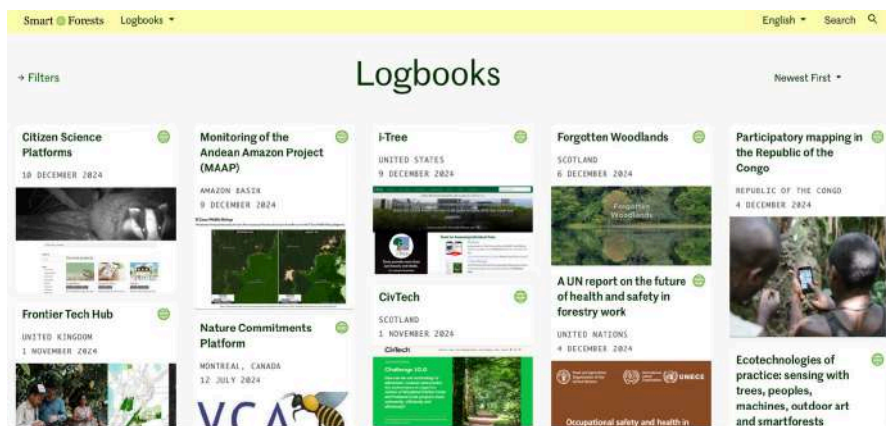 Smart Forests
Logbooks
English
Search
→ Filters
Logbooks
Newest First
Citizen Science
Platforms
10 DECEMBER 2024
Frontier Tech Hub
UNITED KINGDOM
1 NOVEMBER 2024
Monitoring of the
Andean Amazon Project
(MAAP)
AMAZON BASIN
9 DECEMBER 2024
Nature Commitments
Platform
MONTREAL, CANADA
12 JULY 2024
i-Tree
UNITED STATES
9 DECEMBER 2024
CivTech
SCOTLAND
1 NOVEMBER 2024
CivTech
Challenge 10.0
Forgotten Woodlands
SCOTLAND
6 DECEMBER 2024
Forgotten
Woodlands
A UN report on the future
of health and safety in
forestry work
UNITED NATIONS
4 DECEMBER 2024
UNECE
Occupational safety and health in
Participatory mapping in
the Republic of the
Congo
REPUBLIC OF THE CONGO
4 DECEMBER 2024
Ecotechnologies of
practice: sensing with
trees, peoples,
machines, outdoor art
and smartforests